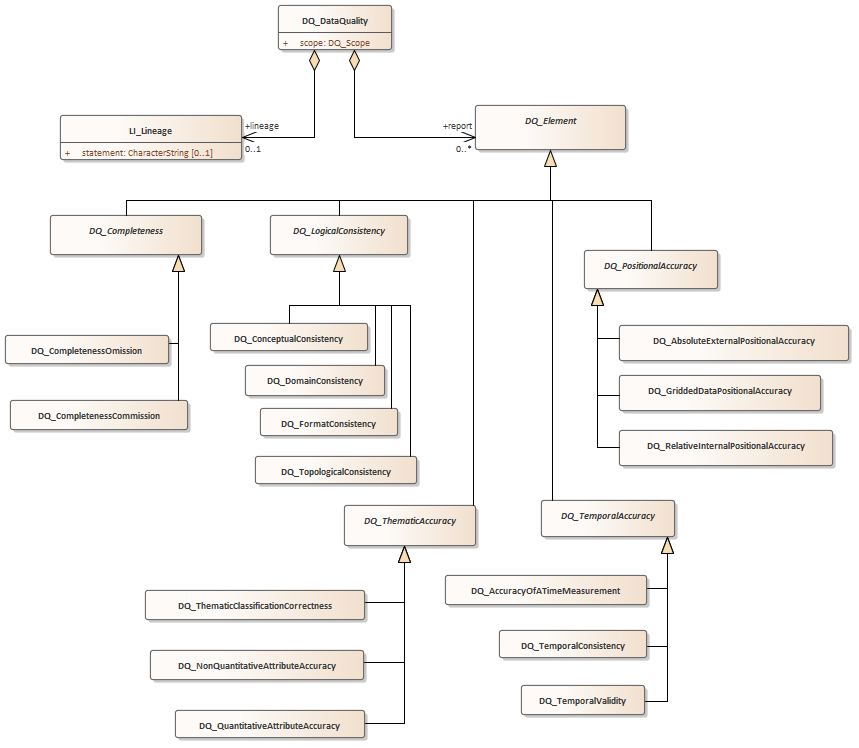 DQ_DataQuality
+ scope: DQ_Scope
+lineage
0..1
+report
0..*
LI_Lineage
+ statement: CharacterString [0..1]
DQ_Element
DQ_Completeness
DQ_LogicalConsistency
DQ_PositionalAccuracy
DQ_CompletenessOmission
DQ_CompletenessCommission
DQ_ConceptualConsistency
DQ_DomainConsistency
DQ_FormatConsistency
DQ_TopologicalConsistency
DQ_AbsoluteExternalPositionalAccuracy
DQ_GriddedDataPositionalAccuracy
DQ_RelativeInternalPositionalAccuracy
DQ_ThematicAccuracy
DQ_TemporalAccuracy
DQ_ThematicClassificationCorrectness
DQ_NonQuantitativeAttributeAccuracy
DQ_QuantitativeAttributeAccuracy
DQ_AccuracyOfATimeMeasurement
DQ_TemporalConsistency
DQ_TemporalValidity